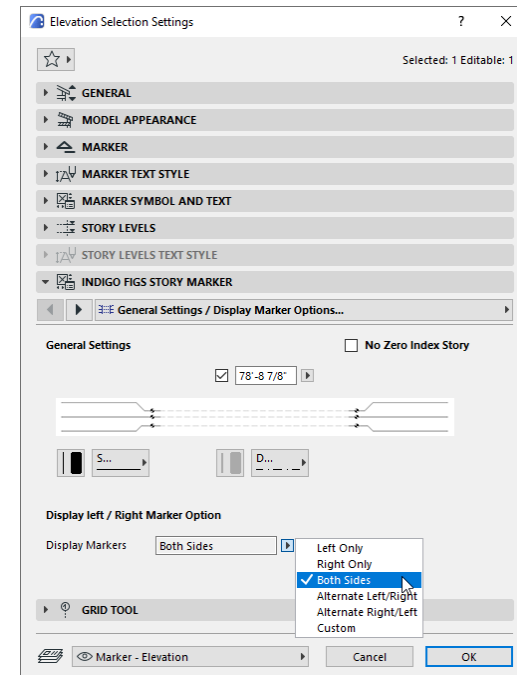 Elevation Selection Settings ? ×
Selected: 1 Editable: 1
GENERAL
MODEL APPEARANCE
MARKER
MARKER TEXT STYLE
MARKER SYMBOL AND TEXT
STORY LEVELS
STORY LEVELS TEXT STYLE
INDIGO FIGS STORY MARKER
General Settings / Display Marker Options...
General Settings No Zero Index Story
78'-8 7/8"
S... D...
Display left / Right Marker Option
Display Markers Both Sides
Left Only
Right Only
Both Sides
Alternate Left/Right
Alternate Right/Left
Custom
GRID TOOL
Marker - Elevation Cancel OK